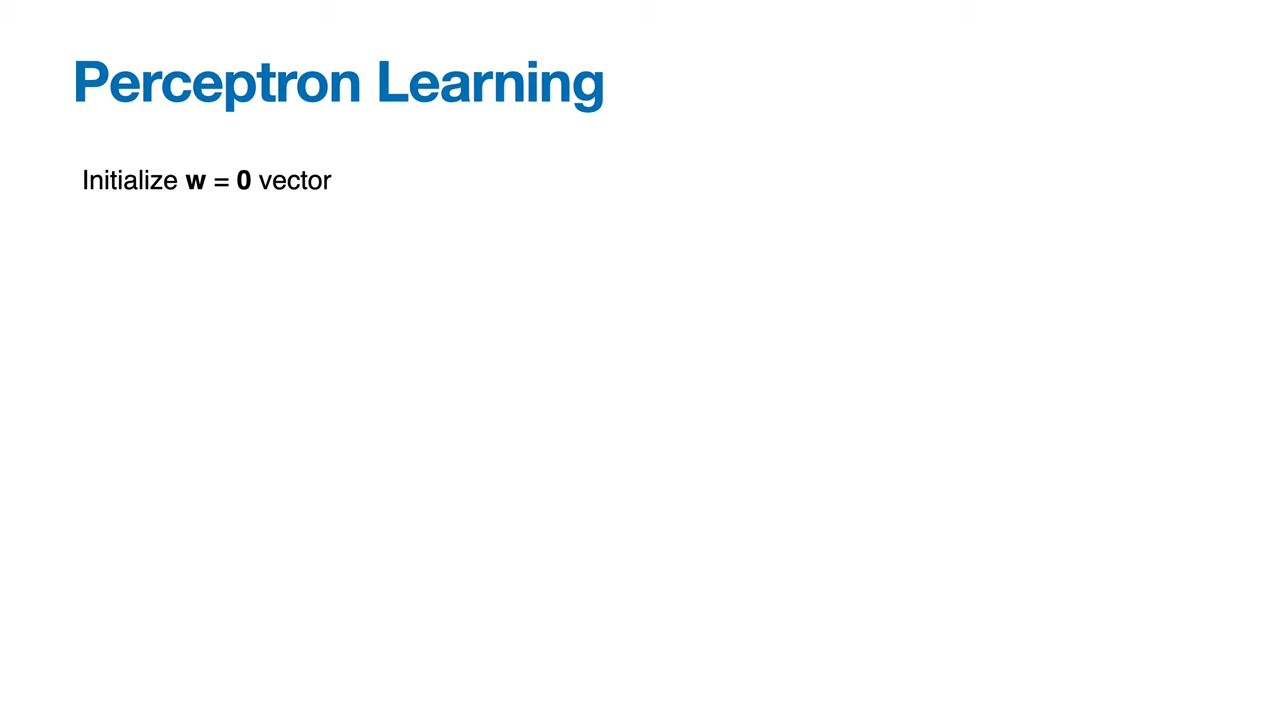 Perceptron Learning
Initialize w = 0 vector